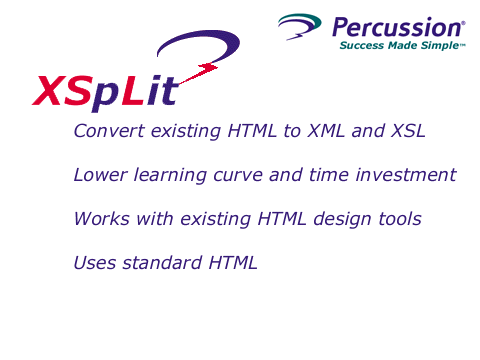 Percussion®
Success Made Simple™
XSpLit
Convert existing HTML to XML and XSL
Lower learning curve and time investment
Works with existing HTML design tools
Uses standard HTML